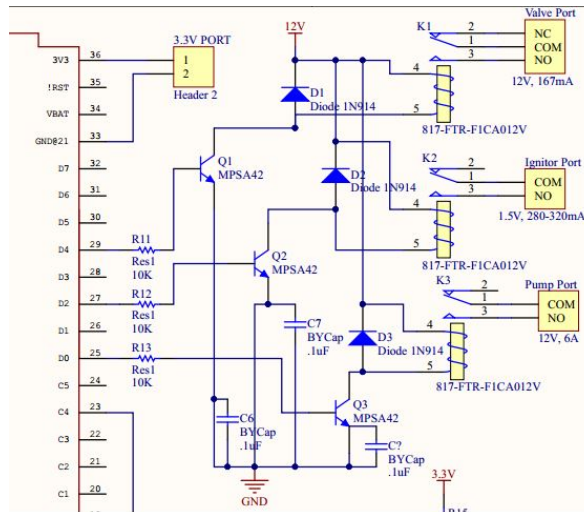 12V
K1
Valve Port
3V3
36
3.3V PORT
1
2
Header 2
2
1
3
NC
COM
NO
12V, 167mA
!RST
35
VBAT
34
GND@21
33
D1
Diode 1N914
4
5
817-FTR-F1CA012V
D7
32
Q1
MPSA42
D6
31
K2
Ignitor Port
2
1
3
COM
NO
1.5V, 280-320mA
D2
Diode 1N914
D5
30
4
5
817-FTR-F1CA012V
D4
29
R11
Res1
10K
Q2
MPSA42
D3
28
D2
27
R12
Res1
10K
K3
Pump Port
2
1
3
COM
NO
12V, 6A
D1
26
C7
BYCap
.1uF
D3
Diode 1N914
4
5
817-FTR-F1CA012V
D0
25
R13
Res1
10K
C5
24
C4
23
C6
BYCap
.1uF
Q3
MPSA42
C3
22
C?
BYCap
.1uF
C2
21
GND
3.3V
C1
20
R15